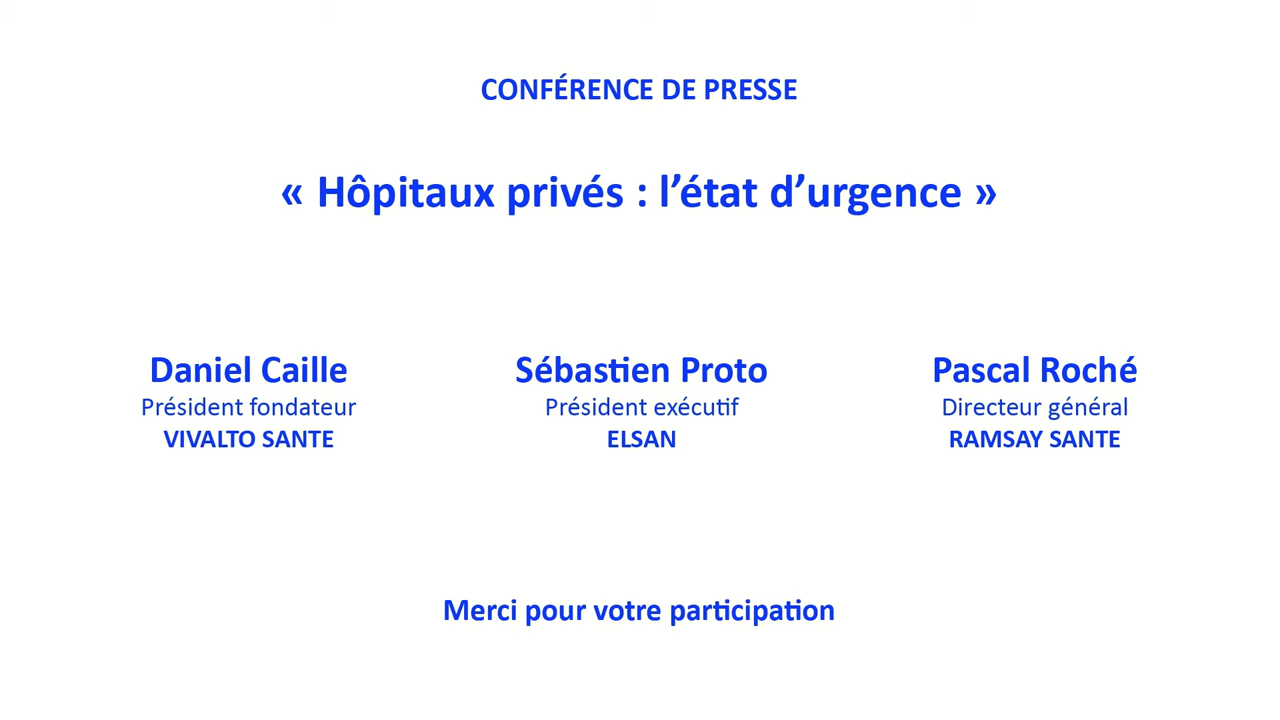 CONFÉRENCE DE PRESSE
« Hôpitaux privés : l’état d’urgence »
Daniel Caille
Président fondateur
VIVALTO SANTE
Sébastien Proto
Président exécutif
ELSAN
Pascal Roché
Directeur général
RAMSAY SANTE
Merci pour votre participation